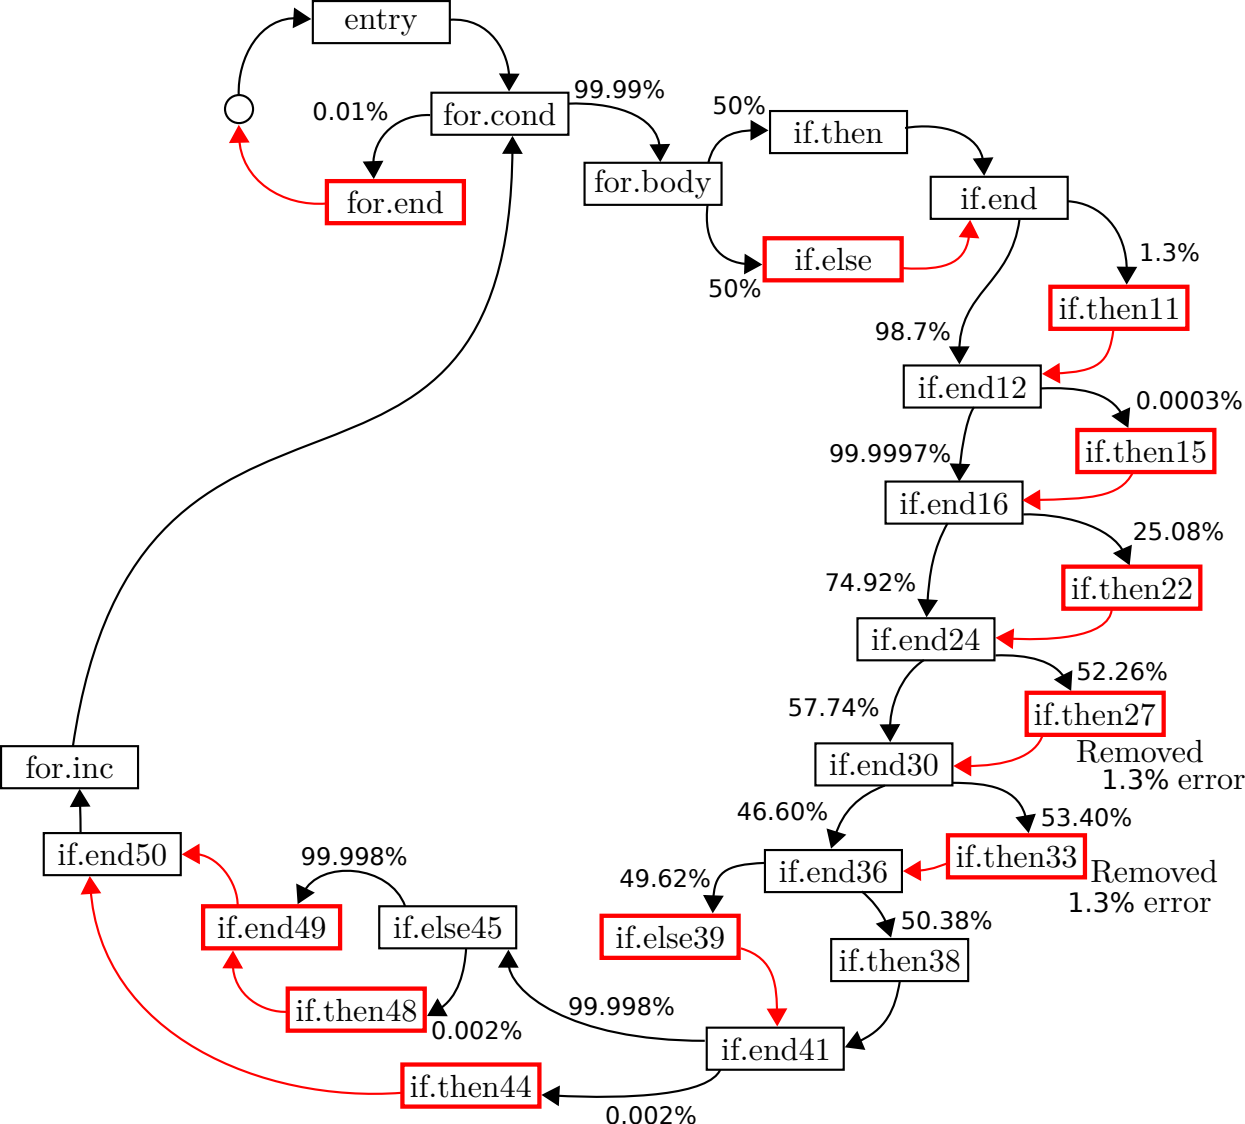 entry
for.cond
99.99%
0.01%
50%
if.then
for.body
for.end
if.end
if.else
50%
1.3%
if.then11
98.7%
if.end12
0.0003%
99.9997%
if.then15
if.end16
25.08%
74.92%
if.then22
if.end24
52.26%
57.74%
if.then27
Removed
1.3% error
if.end30
for.inc
46.60%
53.40%
if.end50
99.998%
if.then33
if.end36
Removed
1.3% error
49.62%
50.38%
if.end49
if.else45
if.else39
if.then38
if.then48
99.998%
0.002%
if.end41
if.then44
0.002%